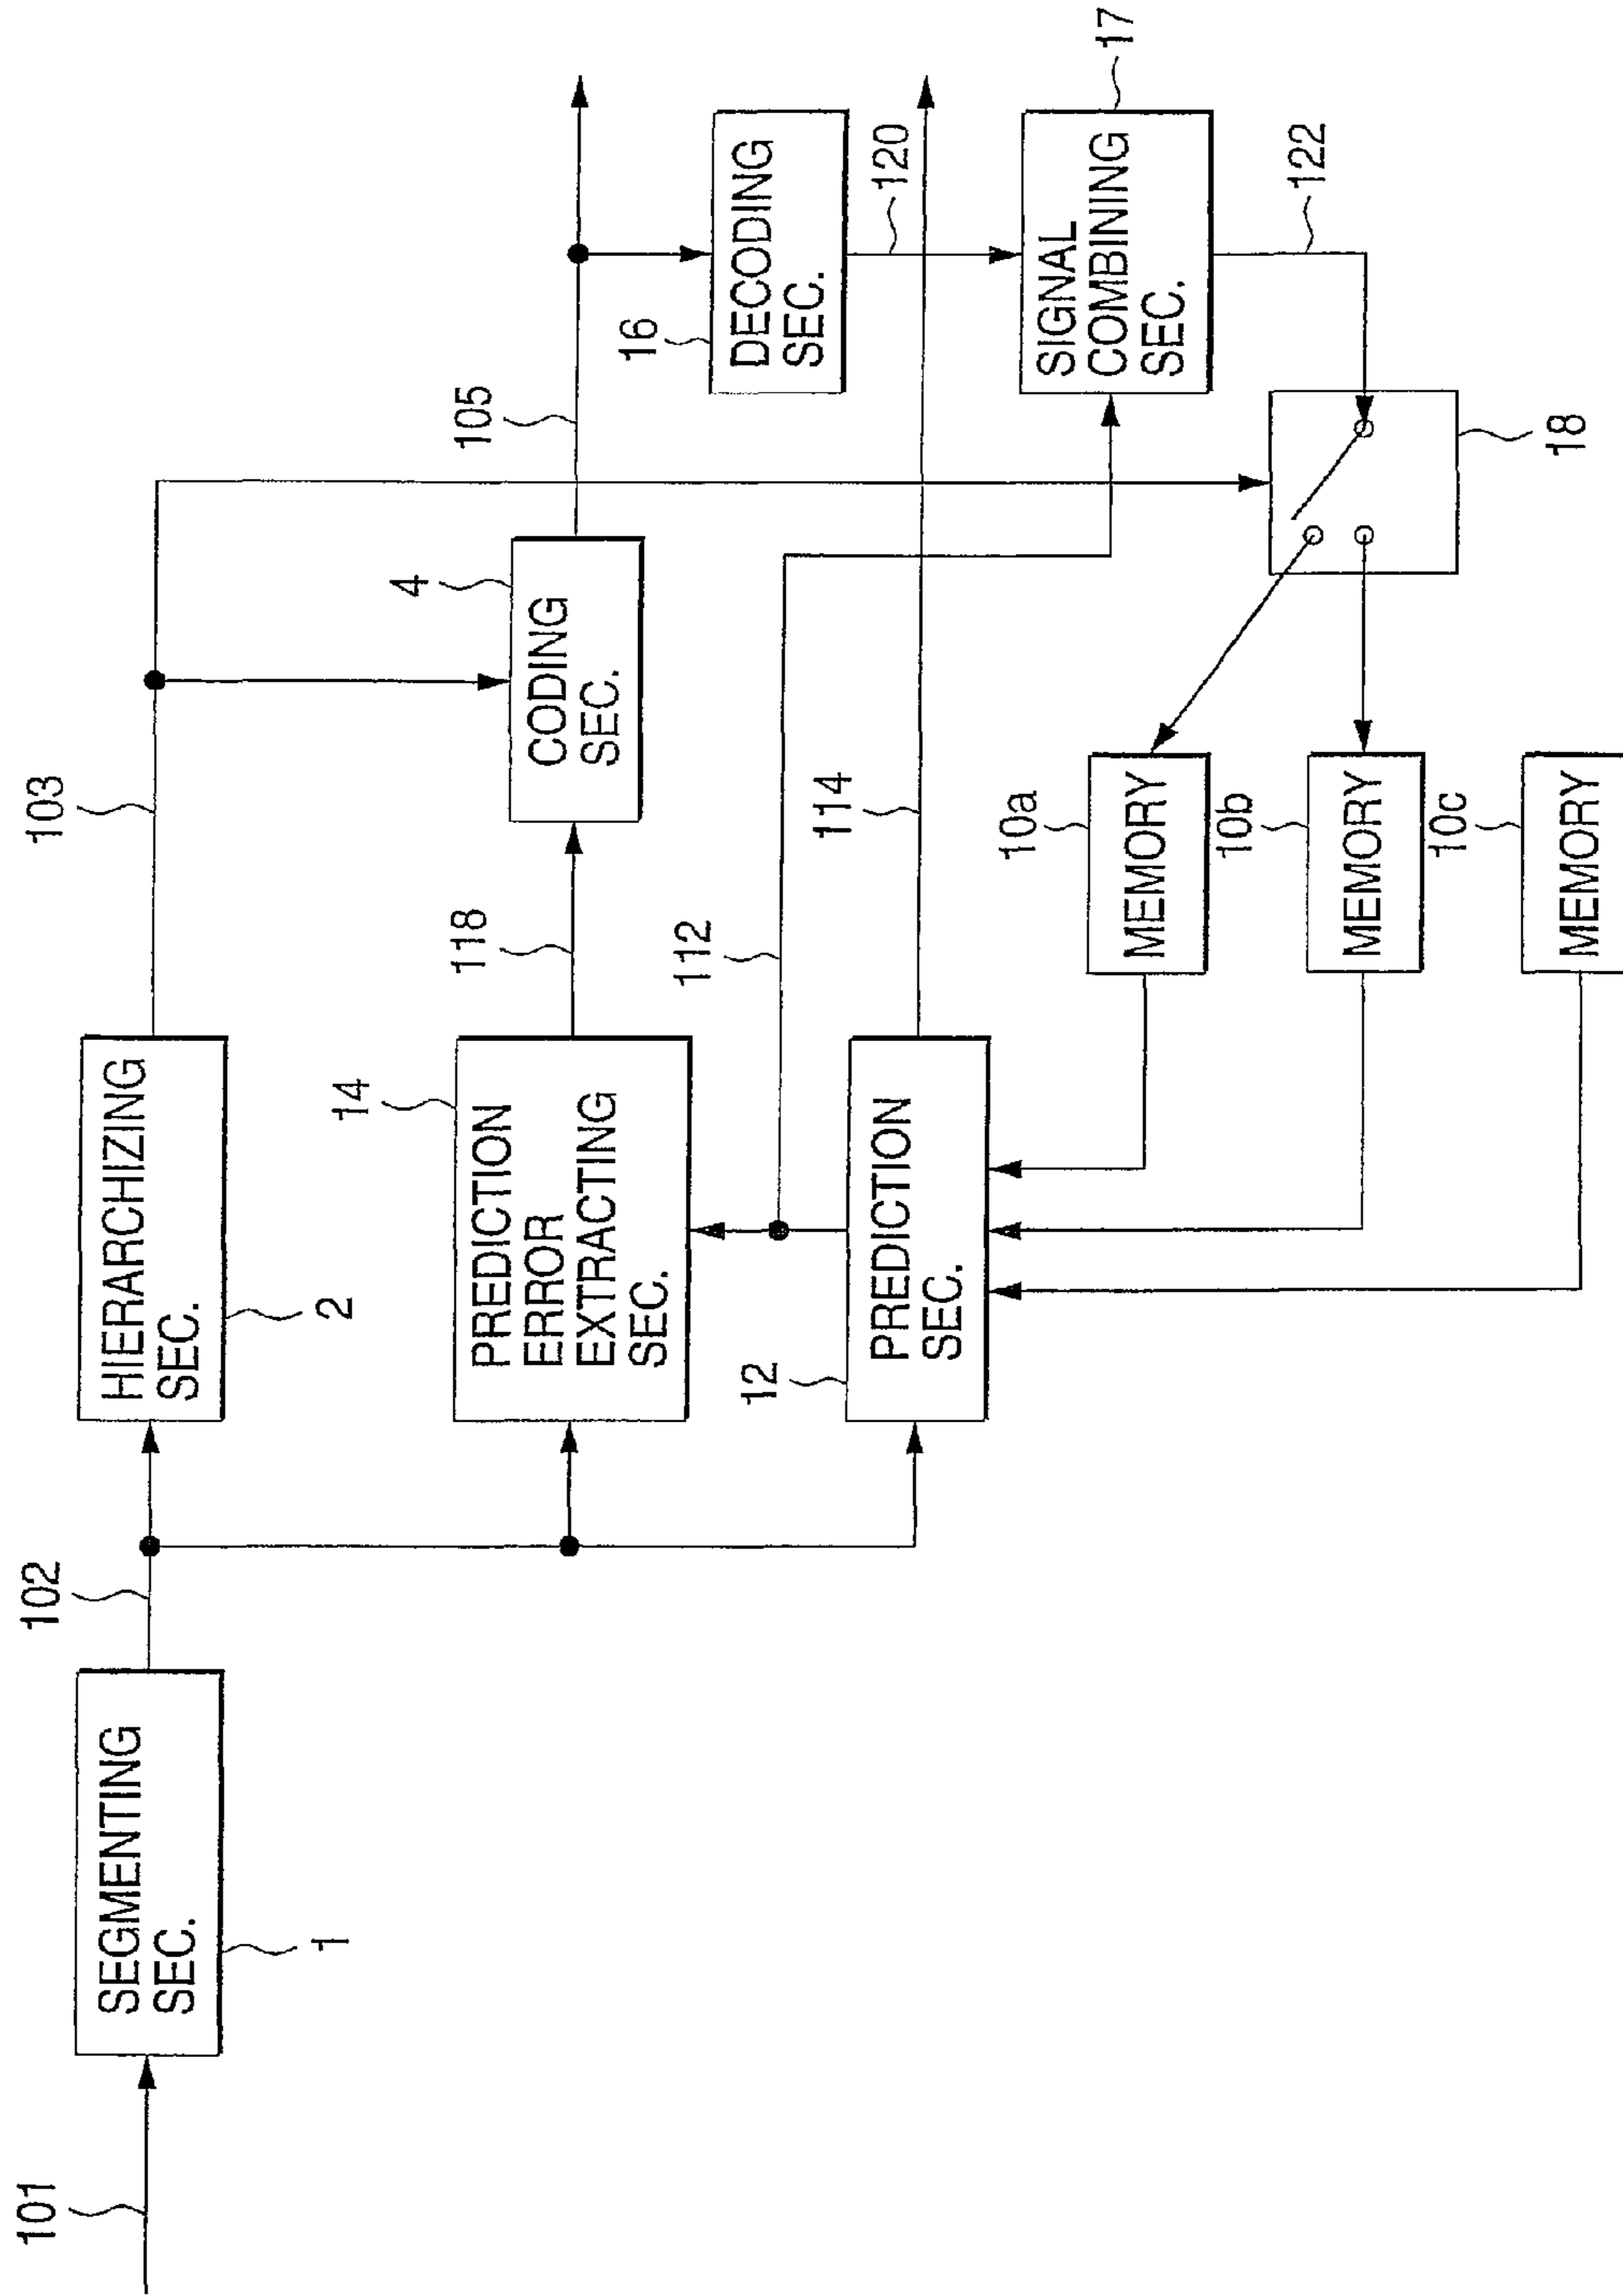 101
SEGMENTING
SEC.
1
102
HIERARCHIZING
SEC.
2
103
PREDICTION
ERROR
EXTRACTING
SEC.
14
118
CODING
SEC.
4
105
PREDICTION
SEC.
12
112
114
DECODING
SEC.
16
120
SIGNAL
COMBINING
SEC.
17
122
18
MEMORY
10a
MEMORY
10b
MEMORY
10c